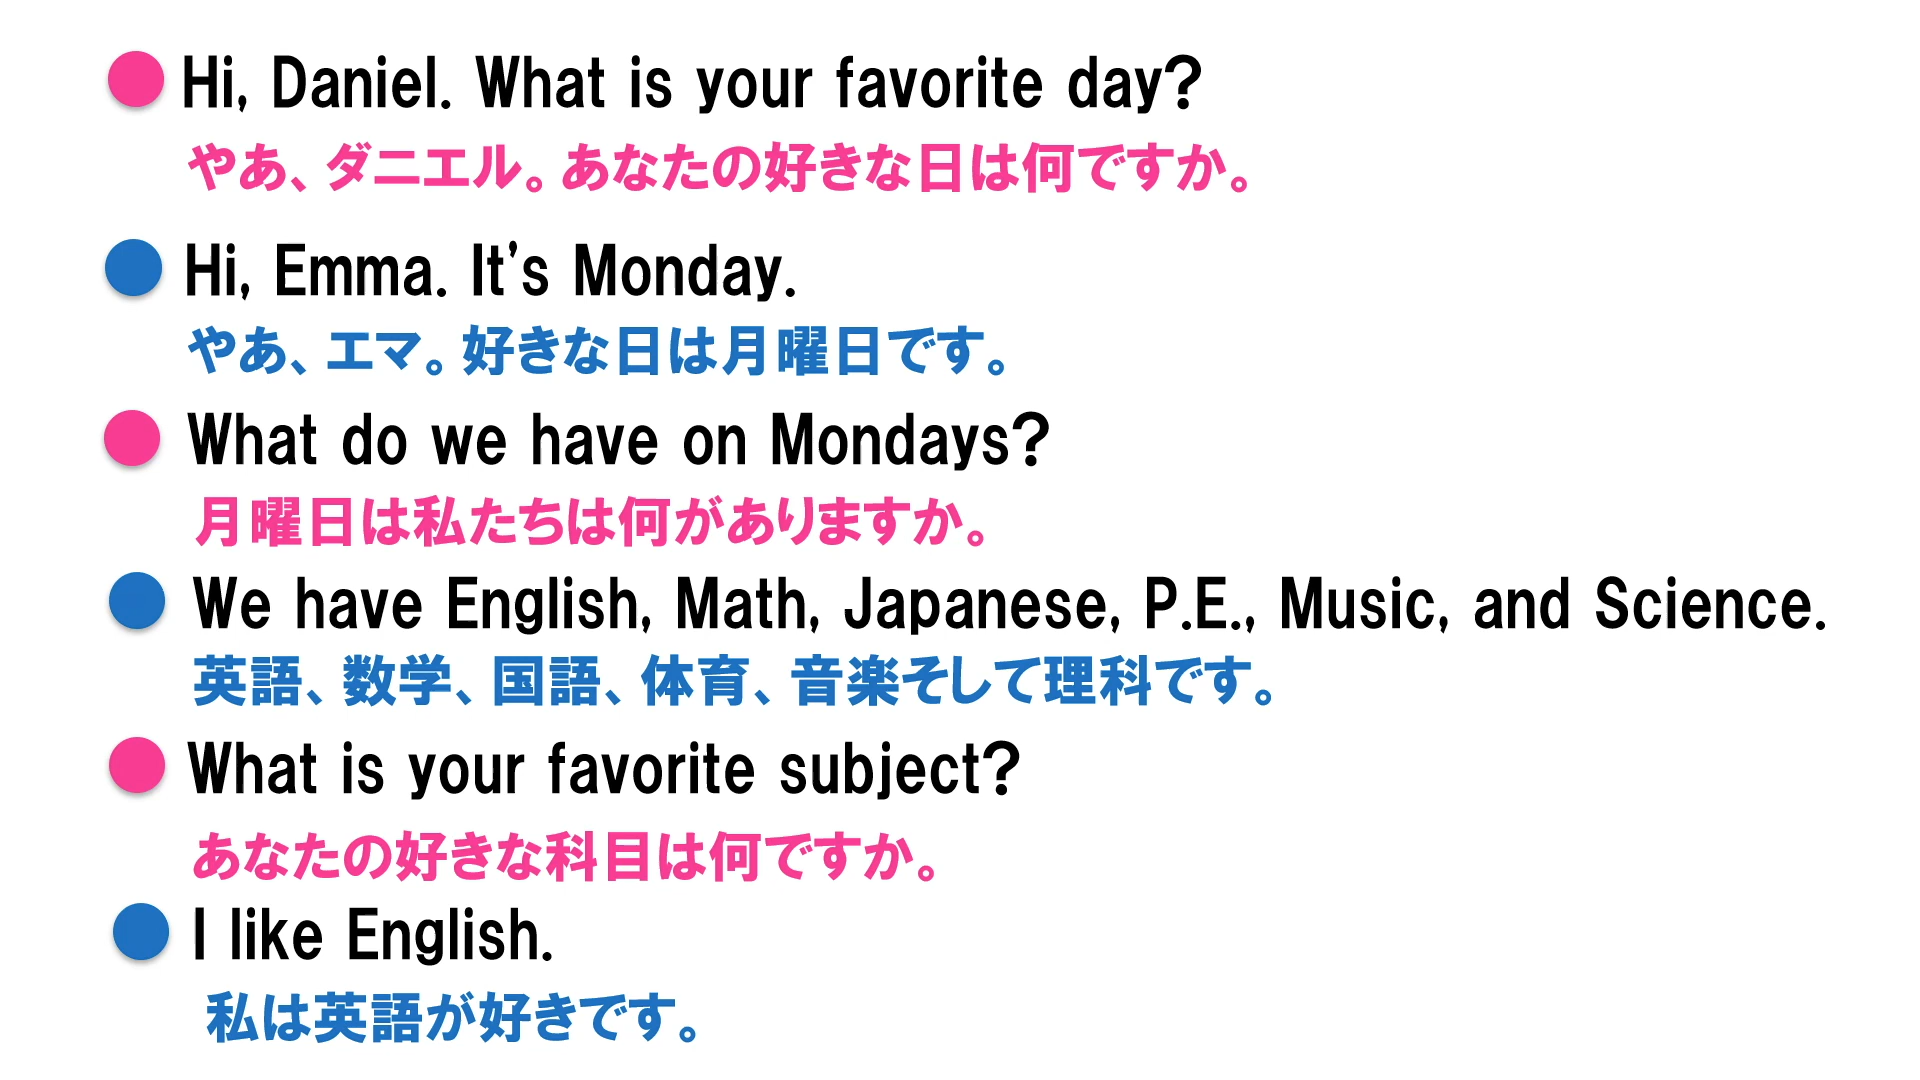 Hi, Daniel. What is your favorite day?
やあ、ダニエル。あなたの好きな日は何ですか。
Hi, Emma. It's Monday.
やあ、エマ。好きな日は月曜日です。
What do we have on Mondays?
月曜日は私たちは何がありますか。
We have English, Math, Japanese, P.E., Music, and Science.
英語、数学、国語、体育、音楽そして理科です。
What is your favorite subject?
あなたの好きな科目は何ですか。
I like English.
私は英語が好きです。